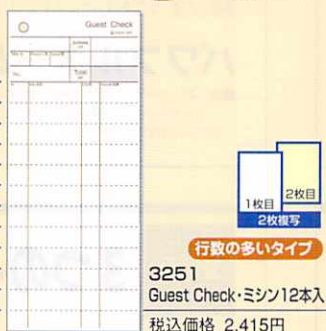 Guest Check
Total
1枚目
2枚目
2枚複写
行数の多いタイプ
3251
Guest Check・ミシン12本入
税込価格 2,415円